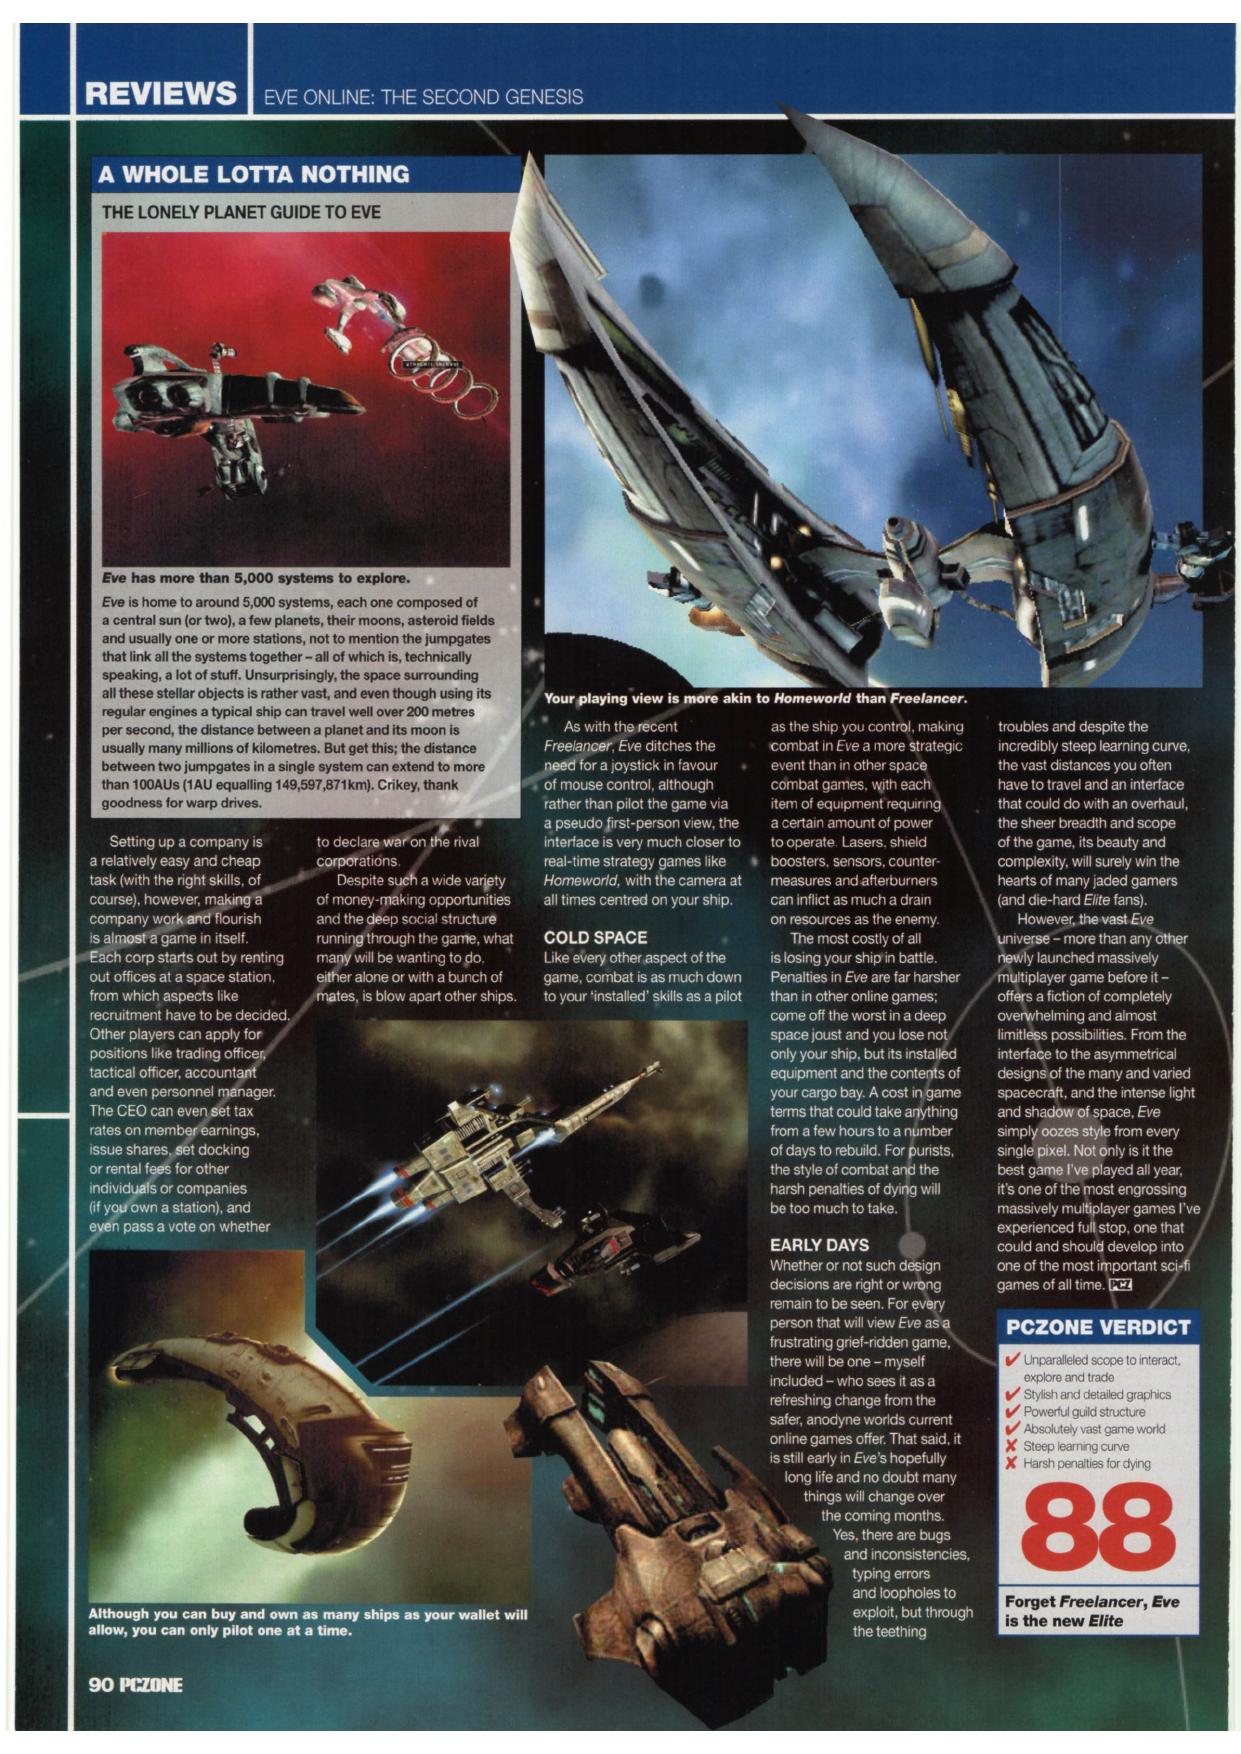 REVIEWS
EVE ONLINE: THE SECOND GENESIS
A WHOLE LOTTA NOTHING
THE LONELY PLANET GUIDE TO EVE
Eve has more than 5,000 systems to explore.
Eve is home to around 5,000 systems, each one composed of
a central sun (or two), a few planets, their moons, asteroid fields
and usually one or more stations, not to mention the jumpgates
that link all the systems together – all of which is, technically
speaking, a lot of stuff. Unsurprisingly, the space surrounding
all these stellar objects is rather vast, and even though using its
regular engines a typical ship can travel well over 200 metres
per second, the distance between a planet and its moon is
usually many millions of kilometres. But get this; the distance
between two jumpgates in a single system can extend to more
than 100AUs (1AU equalling 149,597,871km). Crikey, thank
goodness for warp drives.
Your playing view is more akin to Homeworld than Freelancer.
Setting up a company is
a relatively easy and cheap
task (with the right skills, of
course), however, making a
company work and flourish
is almost a game in itself.
Each corp starts out by renting
out offices at a space station,
from which aspects like
recruitment have to be decided.
Other players can apply for
positions like trading officer,
tactical officer, accountant
and even personnel manager.
The CEO can even set tax
rates on member earnings,
issue shares, set docking
or rental fees for other
individuals or companies
(if you own a station), and
even pass a vote on whether
to declare war on the rival
corporations.
Despite such a wide variety
of money-making opportunities
and the deep social structure
running through the game, what
many will be wanting to do,
either alone or with a bunch of
mates, is blow apart other ships.
As with the recent
Freelancer, Eve ditches the
need for a joystick in favour
of mouse control, although
rather than pilot the game via
a pseudo first-person view, the
interface is very much closer to
real-time strategy games like
Homeworld, with the camera at
all times centred on your ship.
COLD SPACE
Like every other aspect of the
game, combat is as much down
to your 'installed' skills as a pilot
as the ship you control, making
combat in Eve a more strategic
event than in other space
combat games, with each
item of equipment requiring
a certain amount of power
to operate. Lasers, shield
boosters, sensors, counter-
measures and afterburners
can inflict as much a drain
on resources as the enemy.
The most costly of all
is losing your ship in battle.
Penalties in Eve are far harsher
than in other online games;
come off the worst in a deep
space joust and you lose not
only your ship, but its installed
equipment and the contents of
your cargo bay. A cost in game
terms that could take anything
from a few hours to a number
of days to rebuild. For purists,
the style of combat and the
harsh penalties of dying will
be too much to take.
EARLY DAYS
Whether or not such design
decisions are right or wrong
remain to be seen. For every
person that will view Eve as a
frustrating grief-ridden game,
there will be one – myself
included – who sees it as a
refreshing change from the
safer, anodyne worlds current
online games offer. That said, it
is still early in Eve's hopefully
long life and no doubt many
things will change over
the coming months.
Yes, there are bugs
and inconsistencies,
typing errors
and loopholes to
exploit, but through
the teething
troubles and despite the
incredibly steep learning curve,
the vast distances you often
have to travel and an interface
that could do with an overhaul,
the sheer breadth and scope
of the game, its beauty and
complexity, will surely win the
hearts of many jaded gamers
(and die-hard Elite fans).
However, the vast Eve
universe – more than any other
newly launched massively
multiplayer game before it –
offers a fiction of completely
overwhelming and almost
limitless possibilities. From the
interface to the asymmetrical
designs of the many and varied
spacecraft, and the intense light
and shadow of space, Eve
simply oozes style from every
single pixel. Not only is it the
best game I've played all year,
it's one of the most engrossing
massively multiplayer games I've
experienced full stop, one that
could and should develop into
one of the most important sci-fi
games of all time. PCZ
PCZONE VERDICT
✓ Unparalleled scope to interact,
explore and trade
✓ Stylish and detailed graphics
✓ Powerful guild structure
✓ Absolutely vast game world
✗ Steep learning curve
✗ Harsh penalties for dying
88
Forget Freelancer, Eve
is the new Elite
Although you can buy and own as many ships as your wallet will
allow, you can only pilot one at a time.
90 PCZONE